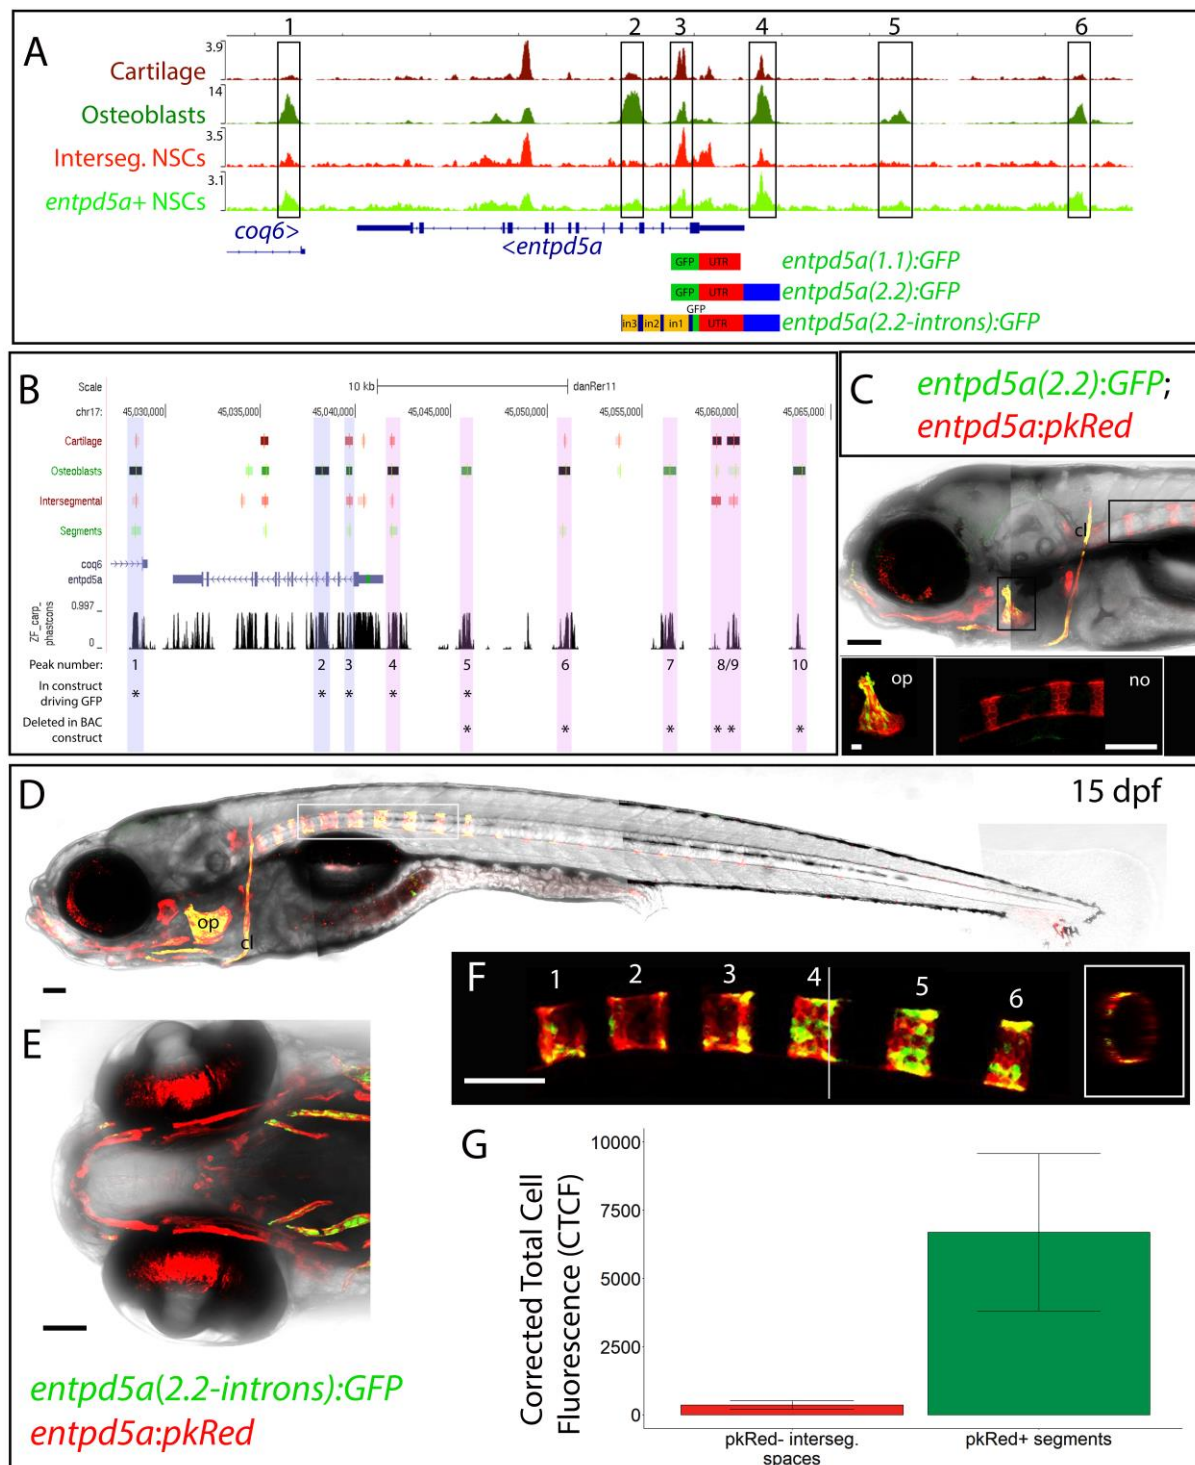 A
1 2 3 4 5 6
3.9
Cartilage
14
Osteoblasts
3.5
Interseg. NSCs
3.1
entpd5a+ NSCs
coq6>
<entpd5a
GFP UTR entpd5a(1.1):GFP
GFP UTR entpd5a(2.2):GFP
GFP
in3 in2 in1 UTR entpd5a(2.2-introns):GFP
B
Scale 10 kb danRer11
chr17: 45,030,000 45,035,000 45,040,000 45,045,000 45,050,000 45,055,000 45,060,000 45,065,000
Cartilage
Osteoblasts
Intersegmental
Segments
coq6
entpd5a
0.997
ZF_carp_
phastcons
0
Peak number: 1 2 3 4 5 6 7 8/9 10
In construct
driving GFP * * * * *
Deleted in BAC
construct * * * * * *
C
entpd5a(2.2):GFP;
entpd5a:pkRed
cl
op
no
D
15 dpf
op
cl
E
entpd5a(2.2-introns):GFP
entpd5a:pkRed
F
1 2 3 4 5 6
G
Corrected Total Cell
Fluorescence (CTCF)
10000
7500
5000
2500
0
pkRed- interseg.
spaces
pkRed+ segments